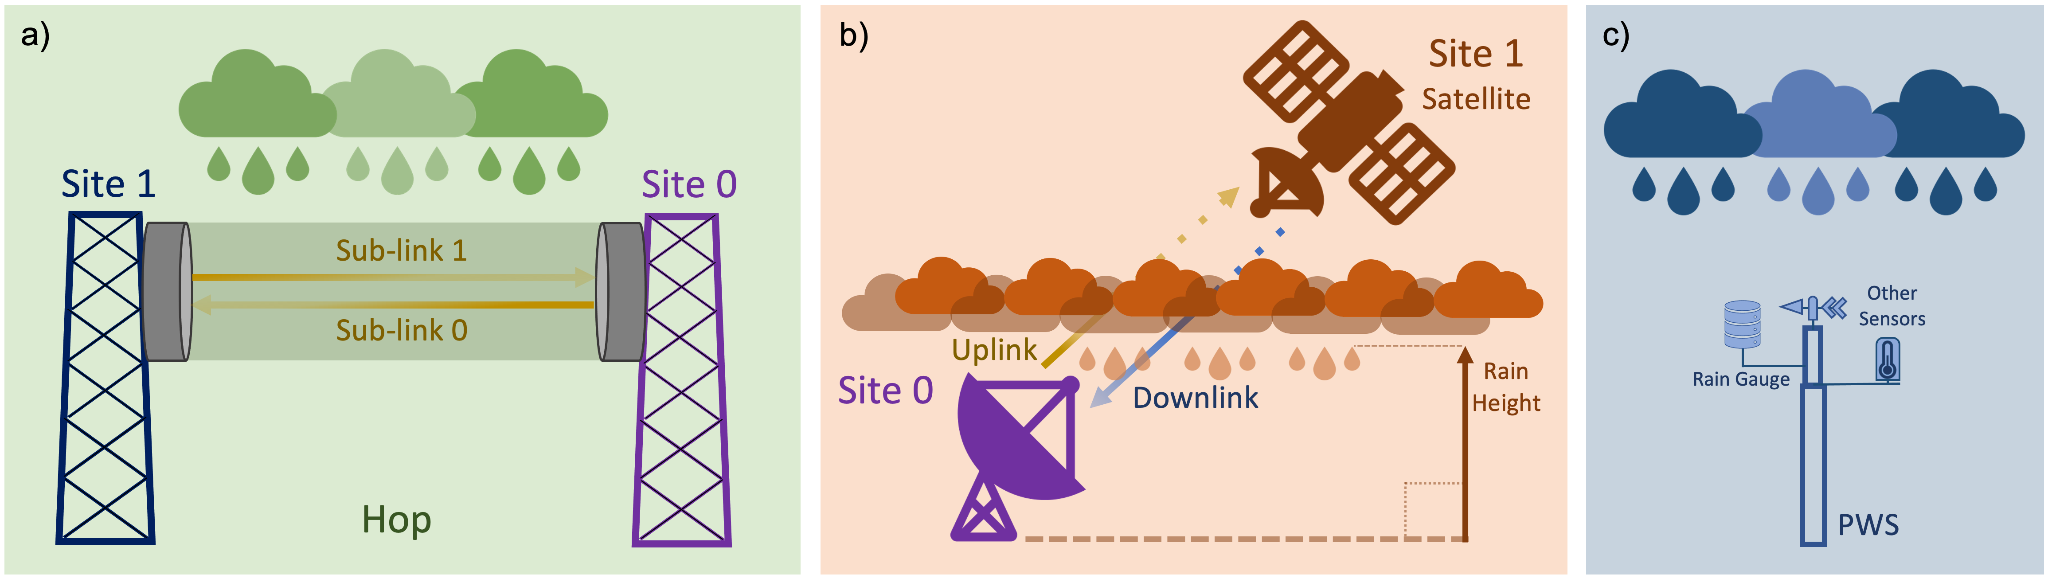 a)
Site 1
Site 0
Sub-link 1
Sub-link 0
Hop
b)
Site 1
Satellite
Uplink
Site 0
Downlink
Rain
Height
c)
Other
Sensors
Rain Gauge
PWS